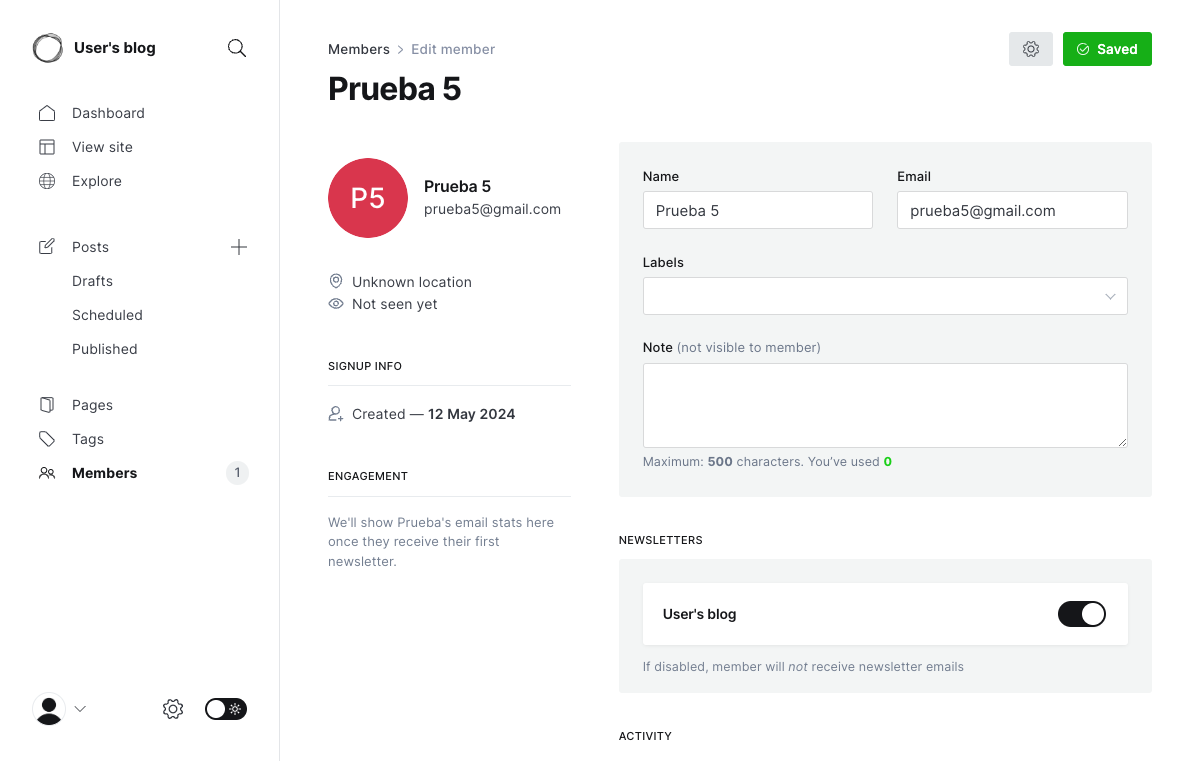 User's blog
Dashboard
View site
Explore
Posts
Drafts
Scheduled
Published
Pages
Tags
Members 1
Members > Edit member
Saved
Prueba 5
P5
Prueba 5
prueba5@gmail.com
Unknown location
Not seen yet
SIGNUP INFO
Created — 12 May 2024
ENGAGEMENT
We'll show Prueba's email stats here
once they receive their first
newsletter.
Name
Prueba 5
Email
prueba5@gmail.com
Labels
Note (not visible to member)
Maximum: 500 characters. You’ve used 0
NEWSLETTERS
User's blog
If disabled, member will not receive newsletter emails
ACTIVITY